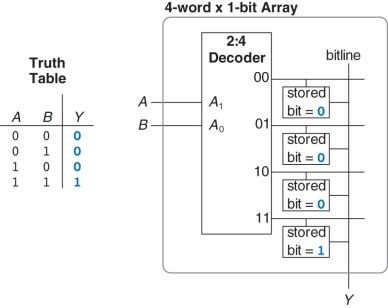 4-word x 1-bit Array
2:4
Decoder
bitline
Truth
Table
A B Y
0 0 0
0 1 0
1 0 0
1 1 1
A
B
A1
A0
00
stored
bit = 0
01
stored
bit = 0
10
stored
bit = 0
11
stored
bit = 1
Y